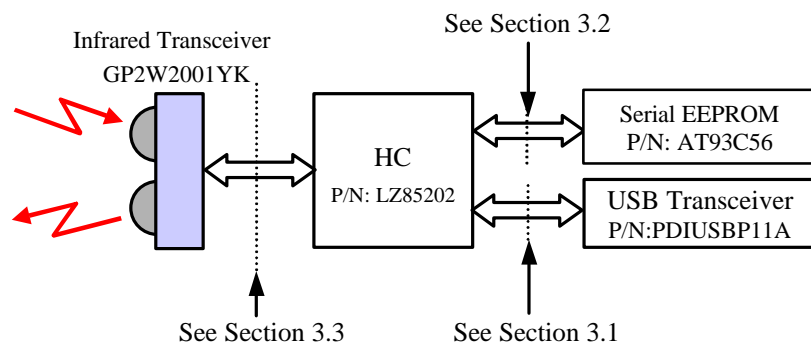 See Section 3.2
Infrared Transceiver
GP2W2001YK
Serial EEPROM
P/N: AT93C56
HC
P/N: LZ85202
USB Transceiver
P/N:PDIUSBP11A
See Section 3.3
See Section 3.1